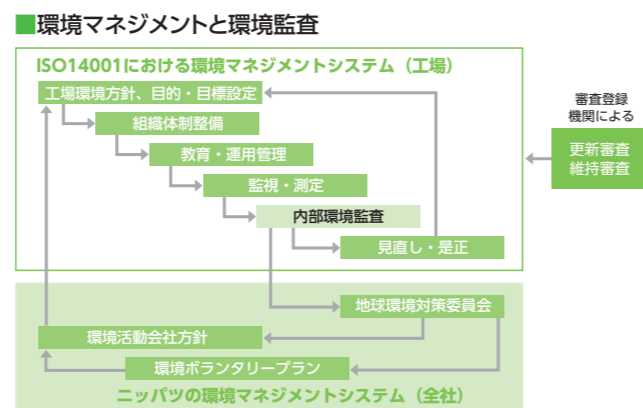 ■環境マネジメントと環境監査
ISO14001における環境マネジメントシステム（工場）
工場環境方針、目的・目標設定
組織体制整備
教育・運用管理
監視・測定
内部環境監査
見直し・是正
審査登録
機関による
更新審査
維持審査
地球環境対策委員会
環境活動会社方針
環境ボランタリープラン
ニッパツの環境マネジメントシステム（全社）